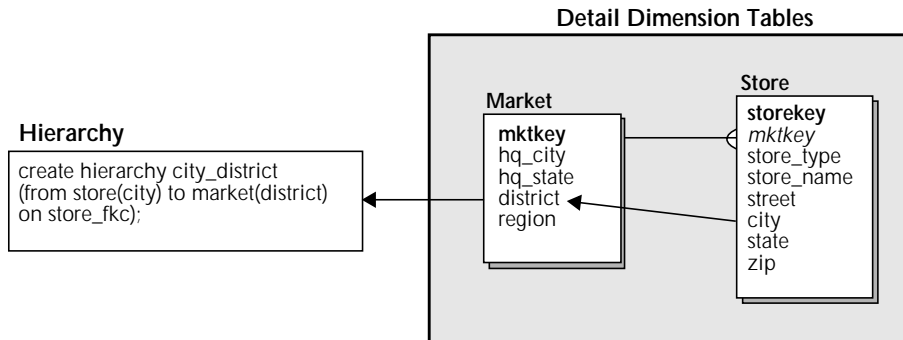 Detail Dimension Tables
Hierarchy
create hierarchy city_district
(from store(city) to market(district)
on store_fkc);
Market
mktkey
hq_city
hq_state
district
region
Store
storekey
mktkey
store_type
store_name
street
city
state
zip